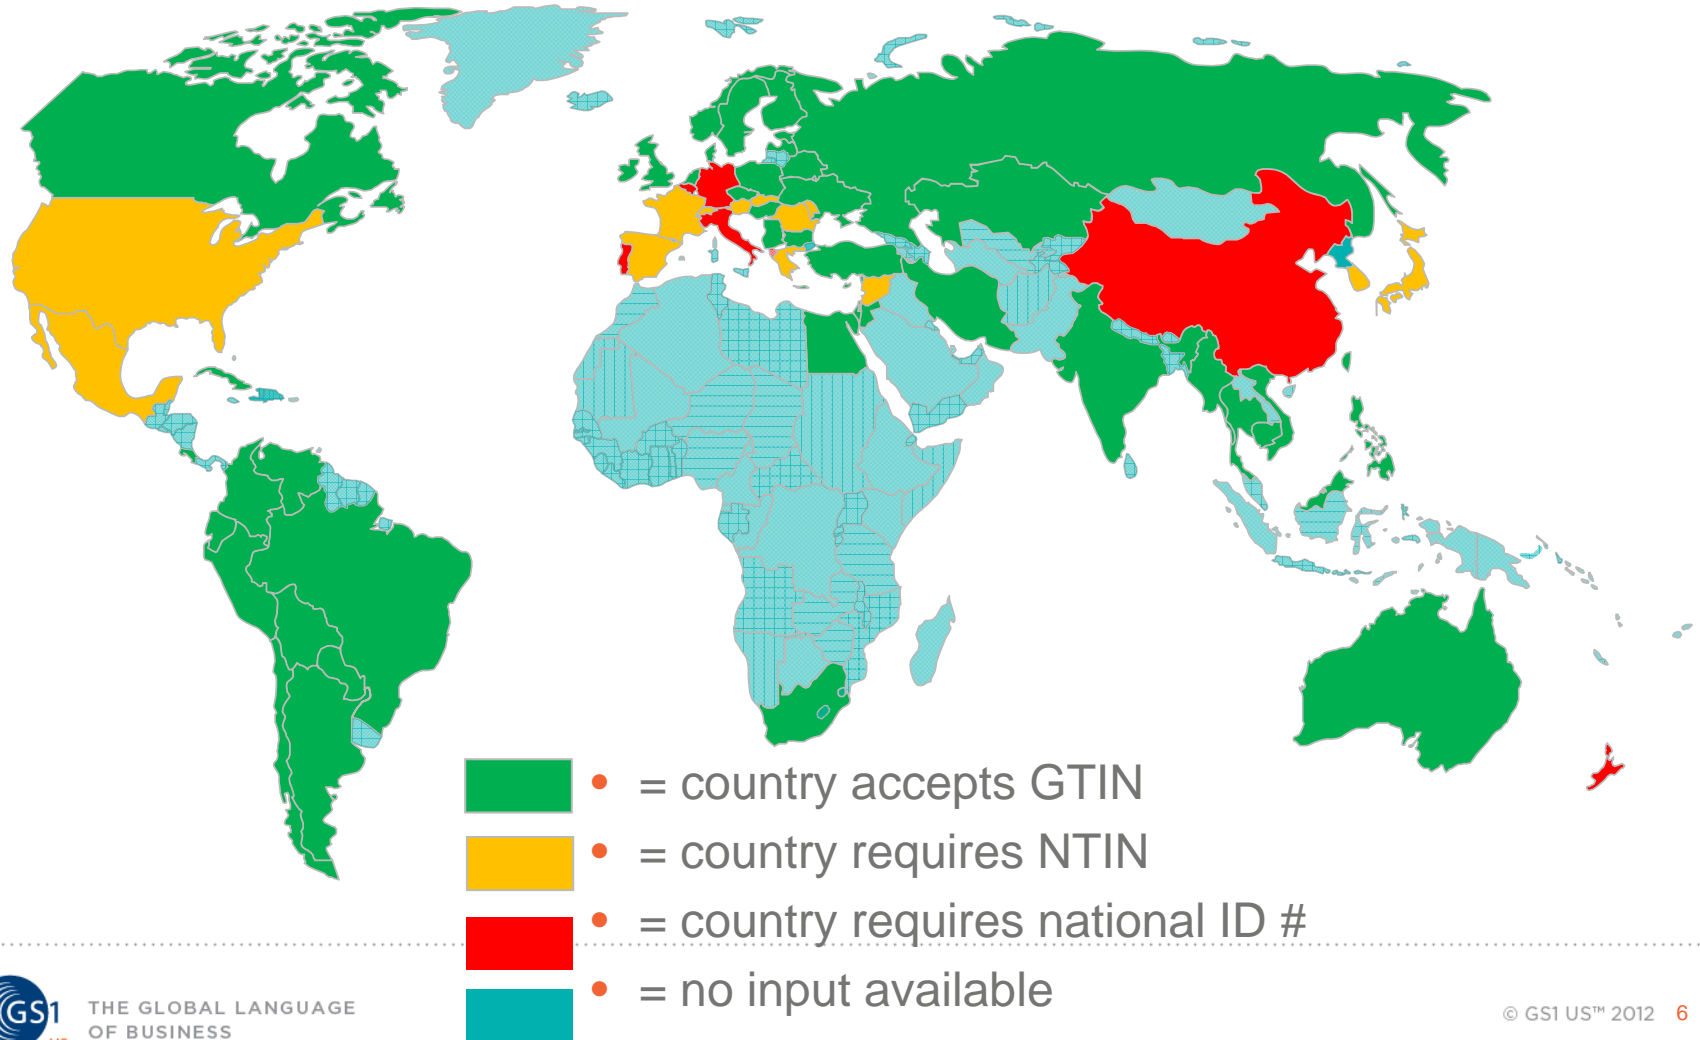 • = country accepts GTIN
• = country requires NTIN
• = country requires national ID #
• = no input available
GS1
THE GLOBAL LANGUAGE
OF BUSINESS
© GS1 US™ 2012 6